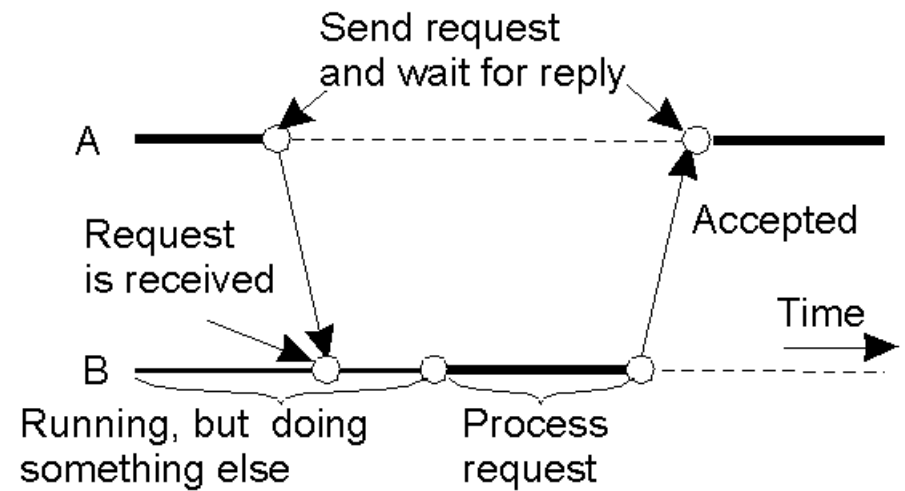 Send request
and wait for reply
A
Request
is received
Accepted
Time
B
Running, but doing
something else
Process
request